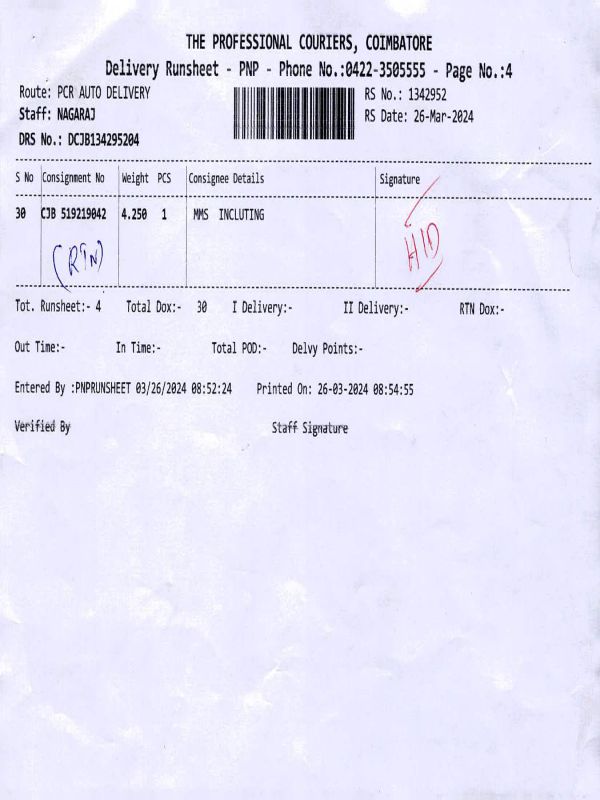 THE PROFESSIONAL COURIERS, COIMBATORE
Delivery Runsheet - PNP - Phone No.:0422-3505555 - Page No.:4
Route: PCR AUTO DELIVERY
RS No.: 1342952
Staff: NAGARAJ
RS Date: 26-Mar-2024
DRS No.: DCJB134295204
S No Consignment No Weight PCS Consignee Details Signature
30 CJB 519219042 4.250 1 MMS INCLUTING
(RTN)
H/D
Tot. Runsheet:- 4 Total Dox:- 30 I Delivery:- II Delivery:- RTN Dox:-
Out Time:- In Time:- Total POD:- Delvy Points:-
Entered By :PNPRUNSHEET 03/26/2024 08:52:24 Printed On: 26-03-2024 08:54:55
Verified By Staff Signature